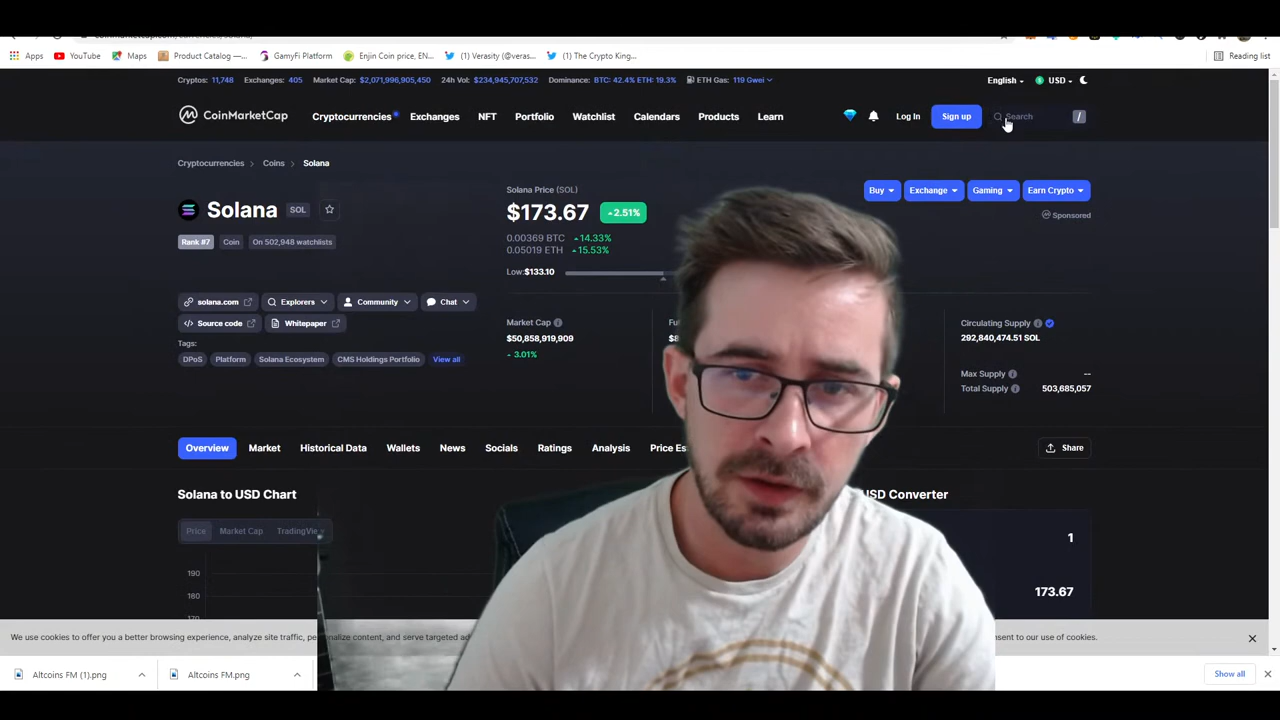 Apps YouTube Maps Product Catalog —... GamyFi Platform Enjin Coin price, EN... (1) Verasity (@veras... (1) The Crypto King... Reading list
Cryptos: 11,748 Exchanges: 405 Market Cap: $2,071,996,905,450 24h Vol: $234,945,707,532 Dominance: BTC: 42.4% ETH: 19.3% ETH Gas: 119 Gwei English USD
CoinMarketCap Cryptocurrencies Exchanges NFT Portfolio Watchlist Calendars Products Learn Log In Sign up Search /
Cryptocurrencies > Coins > Solana
Solana Price (SOL)
Buy Exchange Gaming Earn Crypto
Solana SOL $173.67 2.51%
Sponsored
Rank #7 Coin On 502,948 watchlists
0.00369 BTC 14.33%
0.05019 ETH 15.53%
Low: $133.10
solana.com Explorers Community Chat
Source code Whitepaper
Tags:
DPoS Platform Solana Ecosystem CMS Holdings Portfolio View all
Market Cap
$50,858,919,909
3.01%
Circulating Supply
292,840,474.51 SOL
Max Supply --
Total Supply 503,685,057
Overview Market Historical Data Wallets News Socials Ratings Analysis Share
Solana to USD Chart
USD Converter
Price Market Cap
1
190
180
173.67
We use cookies to offer you a better browsing experience, analyze site traffic, personalize content, and serve targeted consent to our use of cookies.
Altcoins FM (1).png Altcoins FM.png Show all